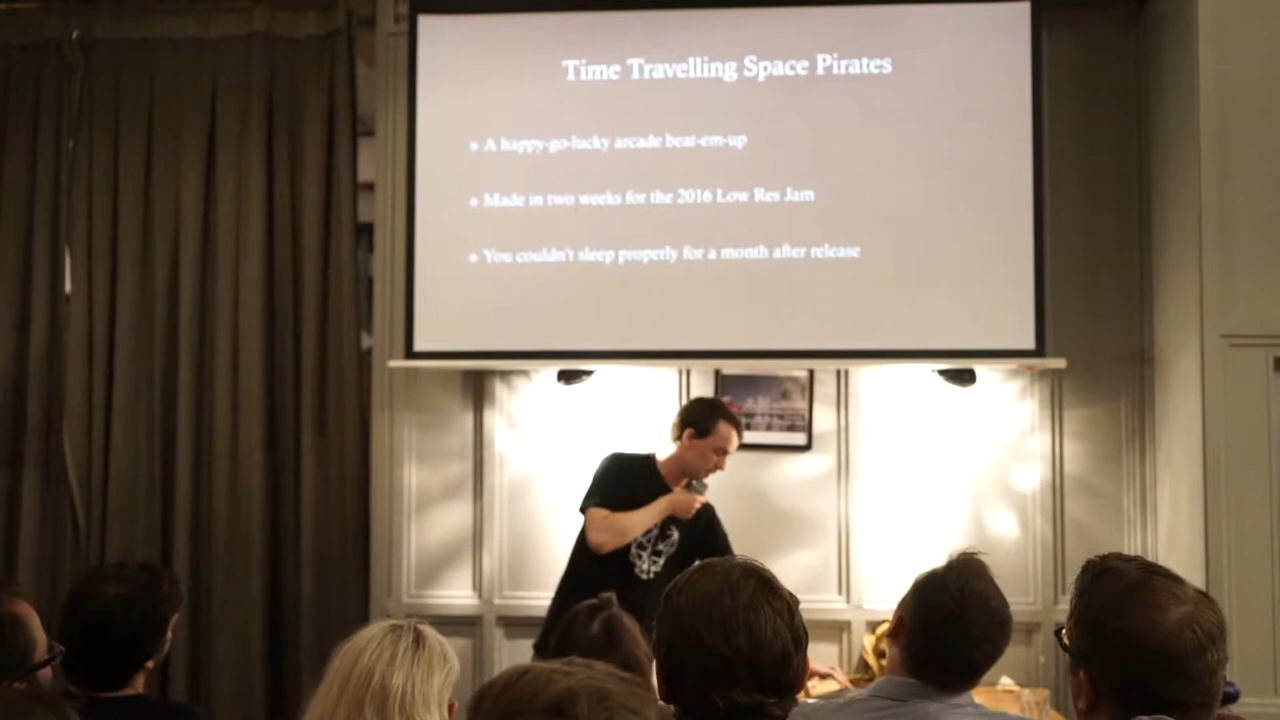 Time Travelling Space Pirates
A happy-go-lucky arcade beat-em-up
Made in two weeks for the 2016 Low Res Jam
You couldn't sleep properly for a month after release